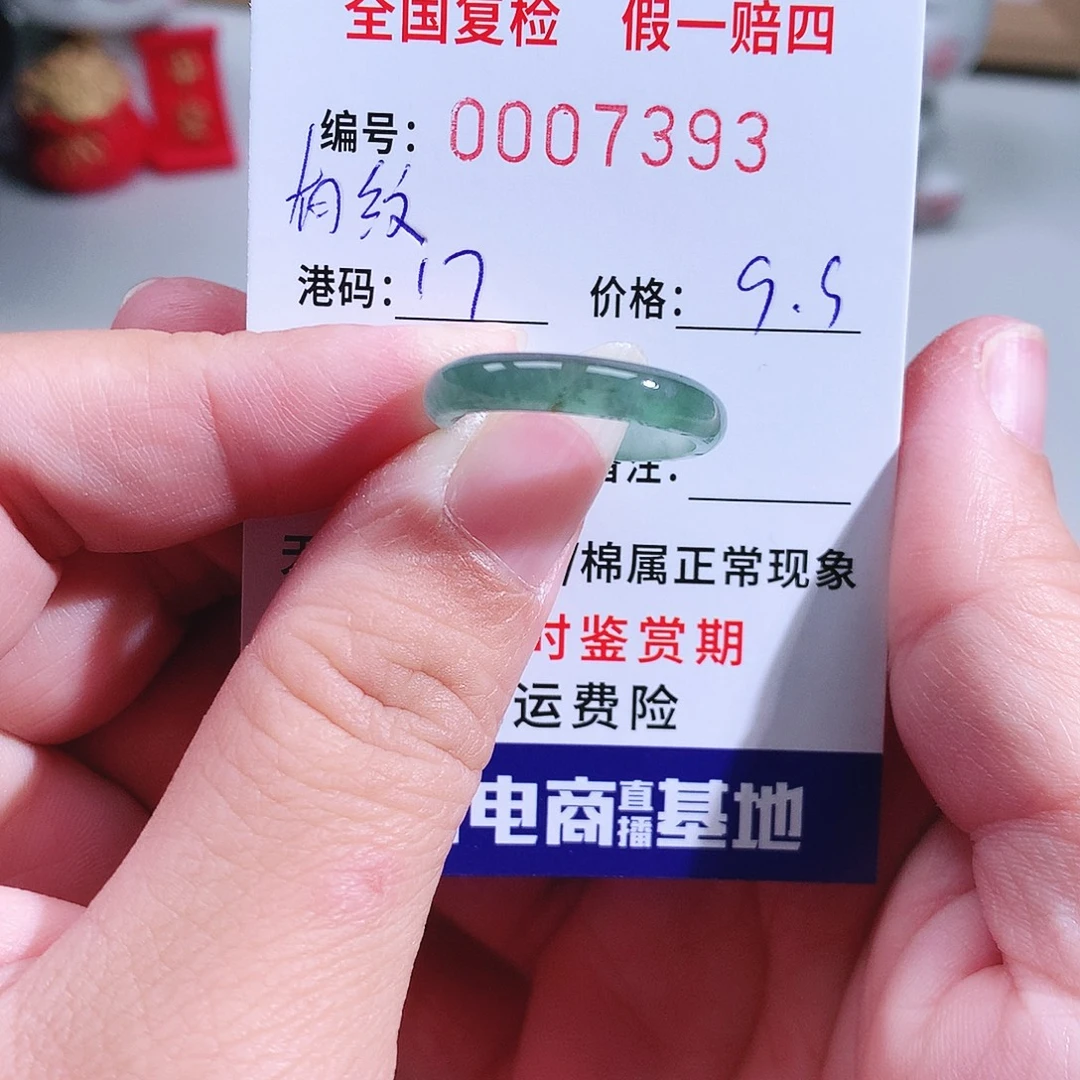 全国复检 假一赔四
编号：0007393
有纹
港码：17 价格：9.5
备注：
/棉属正常现象
时鉴赏期
运费险
电商直播基地